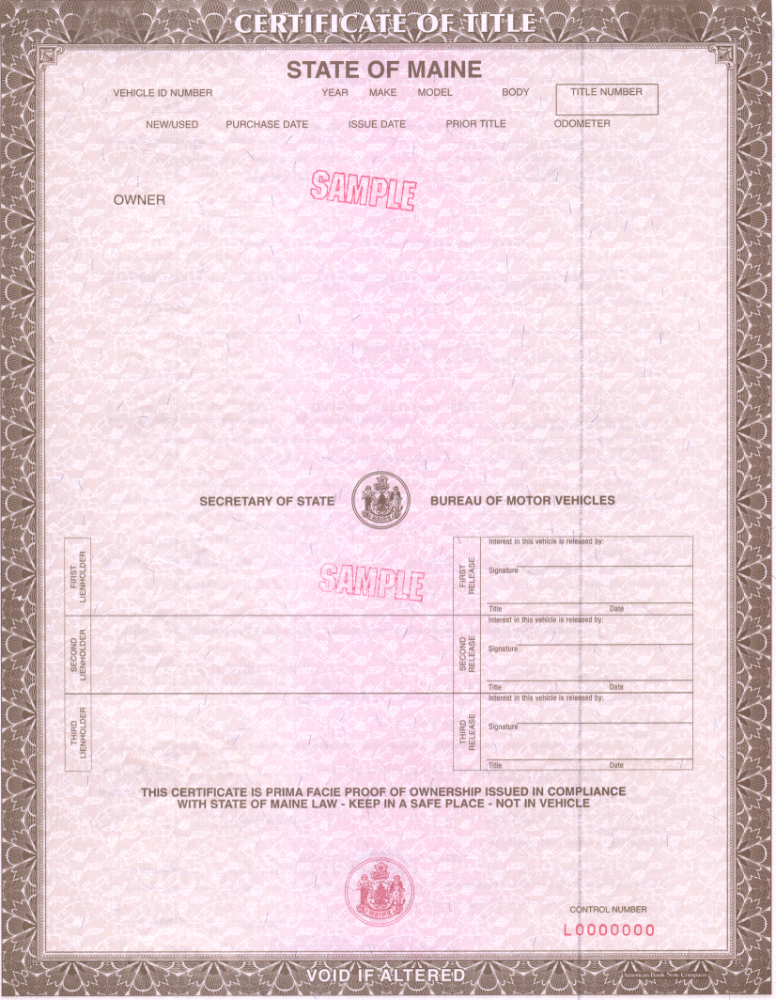 CERTIFICATE OF TITLE
STATE OF MAINE
VEHICLE ID NUMBER YEAR MAKE MODEL BODY TITLE NUMBER
NEW/USED PURCHASE DATE ISSUE DATE PRIOR TITLE ODOMETER
SAMPLE
OWNER
SECRETARY OF STATE BUREAU OF MOTOR VEHICLES
MAINE
FIRST
LIENHOLDER
SAMPLE
FIRST
RELEASE
Interest in this vehicle is released by:
Signature
Title Date
SECOND
LIENHOLDER
SECOND
RELEASE
Interest in this vehicle is released by:
Signature
Title Date
THIRD
LIENHOLDER
THIRD
RELEASE
Interest in this vehicle is released by:
Signature
Title Date
THIS CERTIFICATE IS PRIMA FACIE PROOF OF OWNERSHIP ISSUED IN COMPLIANCE
WITH STATE OF MAINE LAW - KEEP IN A SAFE PLACE - NOT IN VEHICLE
MAINE
CONTROL NUMBER
L0000000
VOID IF ALTERED
American Bank Note Company